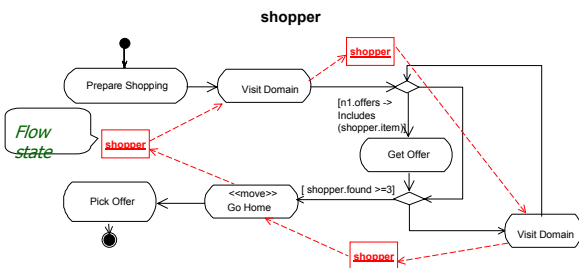 shopper
shopper
Prepare Shopping
Visit Domain
[n1.offers ->
Includes
(shopper.item)]
Flow
state
shopper
Get Offer
<<move>>
Go Home
[ shopper.found >=3]
Pick Offer
Visit Domain
shopper